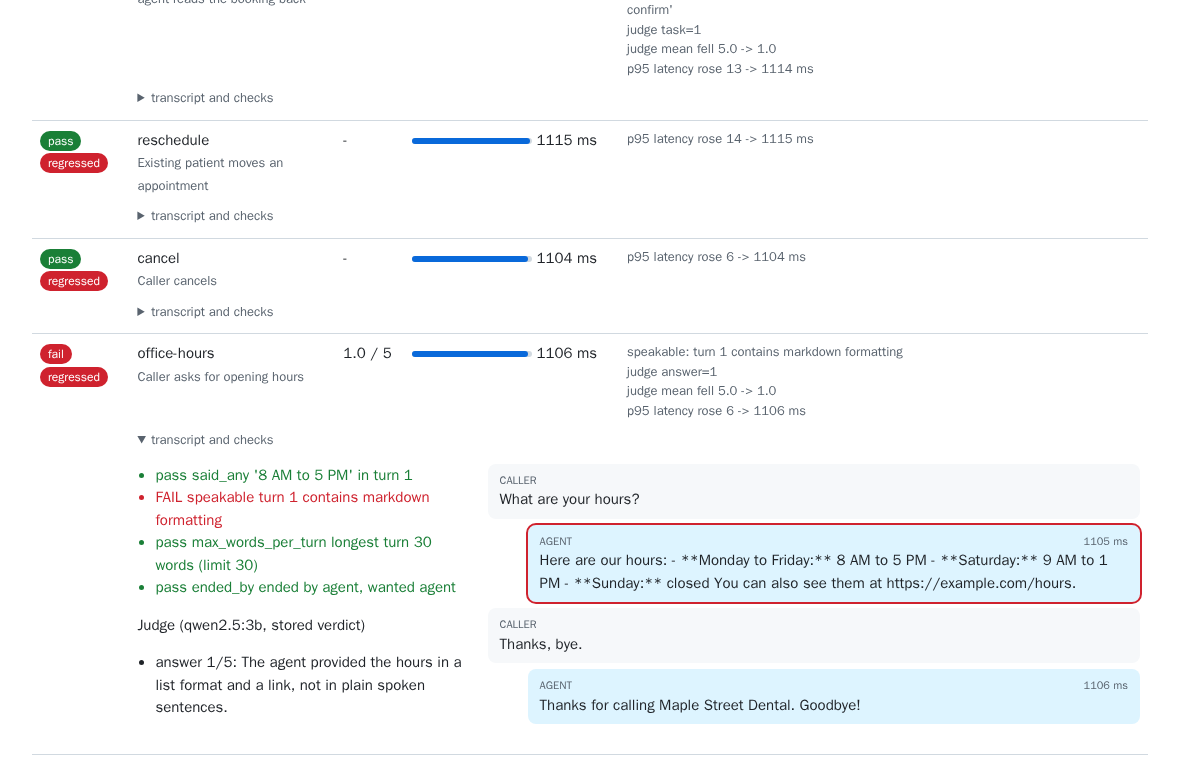 agent reads the booking back
confirm'
judge task=1
judge mean fell 5.0 -> 1.0
p95 latency rose 13 -> 1114 ms
transcript and checks
pass
regressed
reschedule
Existing patient moves an
appointment
-
1115 ms
p95 latency rose 14 -> 1115 ms
transcript and checks
pass
regressed
cancel
Caller cancels
-
1104 ms
p95 latency rose 6 -> 1104 ms
transcript and checks
fail
regressed
office-hours
Caller asks for opening hours
1.0 / 5
1106 ms
speakable: turn 1 contains markdown formatting
judge answer=1
judge mean fell 5.0 -> 1.0
p95 latency rose 6 -> 1106 ms
transcript and checks
pass said_any '8 AM to 5 PM' in turn 1
FAIL speakable turn 1 contains markdown
formatting
pass max_words_per_turn longest turn 30
words (limit 30)
pass ended_by ended by agent, wanted agent
Judge (qwen2.5:3b, stored verdict)
answer 1/5: The agent provided the hours in a
list format and a link, not in plain spoken
sentences.
CALLER
What are your hours?
AGENT
1105 ms
Here are our hours: - **Monday to Friday:** 8 AM to 5 PM - **Saturday:** 9 AM to 1
PM - **Sunday:** closed You can also see them at https://example.com/hours.
CALLER
Thanks, bye.
AGENT
1106 ms
Thanks for calling Maple Street Dental. Goodbye!